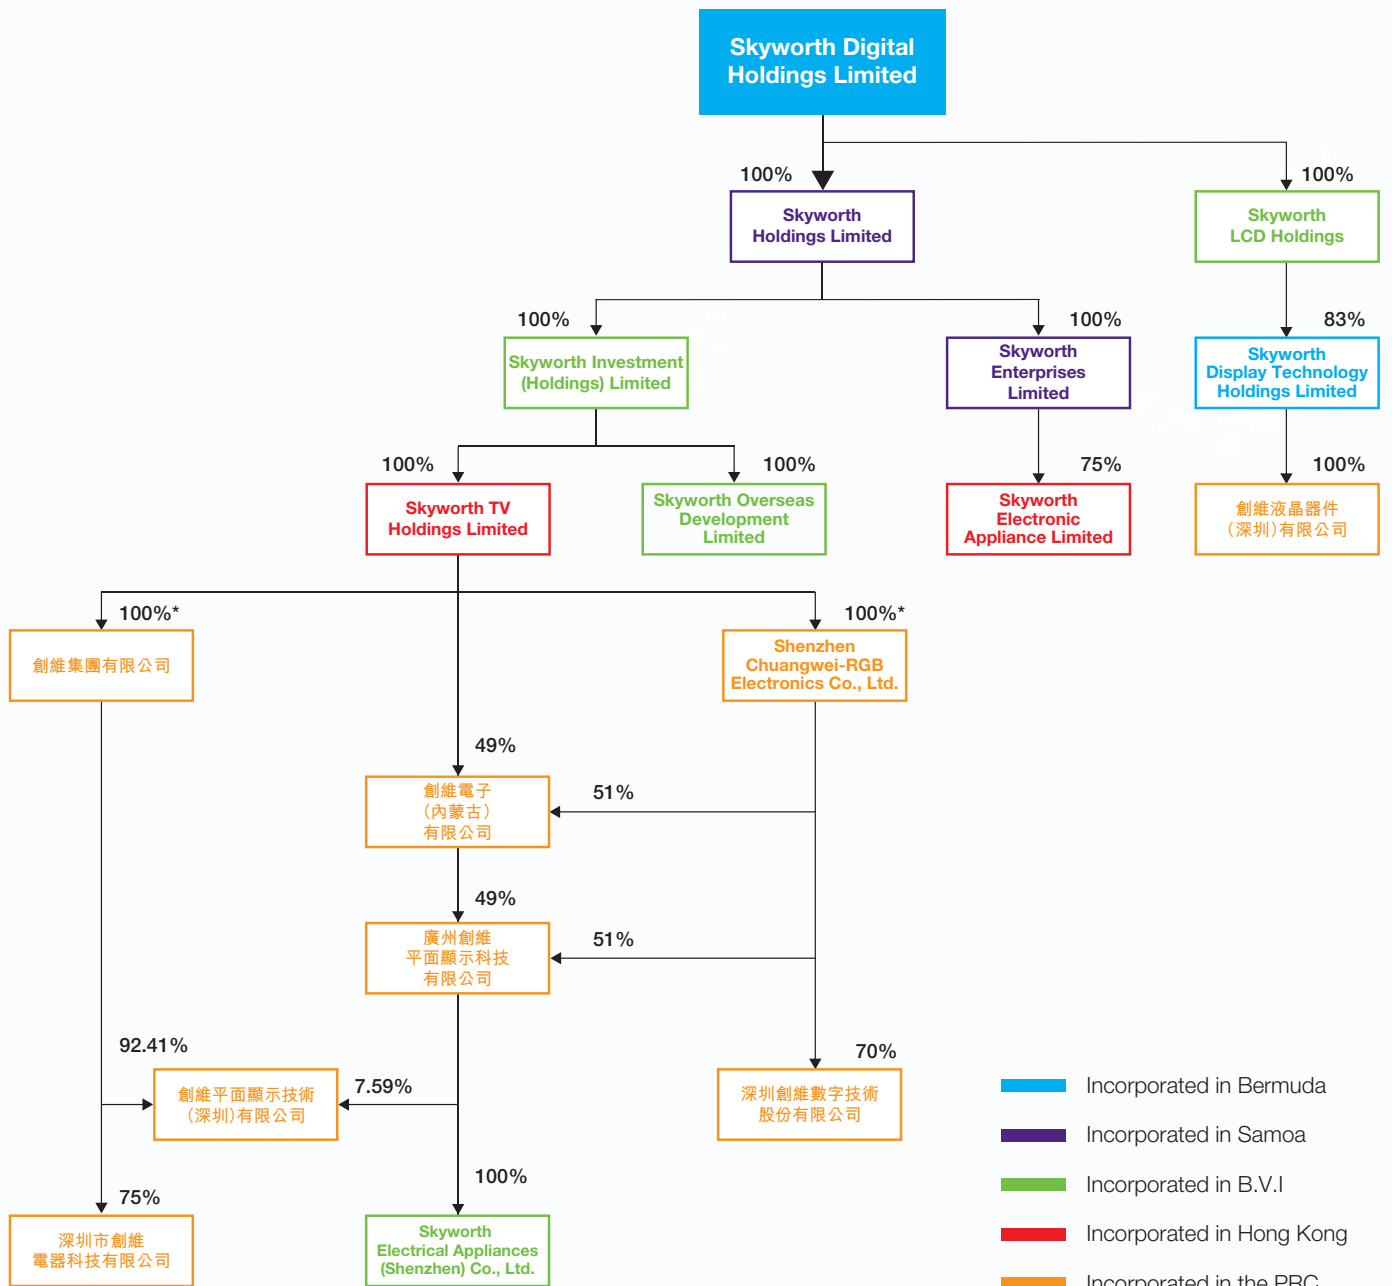 Skyworth Digital
Holdings Limited
100%
100%
Skyworth
Holdings Limited
Skyworth
LCD Holdings
100%
100%
83%
Skyworth Investment
(Holdings) Limited
Skyworth
Enterprises
Limited
Skyworth
Display Technology
Holdings Limited
100%
100%
75%
100%
Skyworth TV
Holdings Limited
Skyworth Overseas
Development
Limited
Skyworth
Electronic
Appliance Limited
創維液晶器件
(深圳)有限公司
100%*
100%*
創維集團有限公司
Shenzhen
Chuangwei-RGB
Electronics Co., Ltd.
49%
創維電子
(內蒙古)
有限公司
51%
49%
廣州創維
平面顯示科技
有限公司
51%
92.41%
創維平面顯示技術
(深圳)有限公司
7.59%
70%
深圳創維數字技術
股份有限公司
75%
深圳市創維
電器科技有限公司
100%
Skyworth
Electrical Appliances
(Shenzhen) Co., Ltd.
Incorporated in Bermuda
Incorporated in Samoa
Incorporated in B.V.I
Incorporated in Hong Kong
Incorporated in the PRC